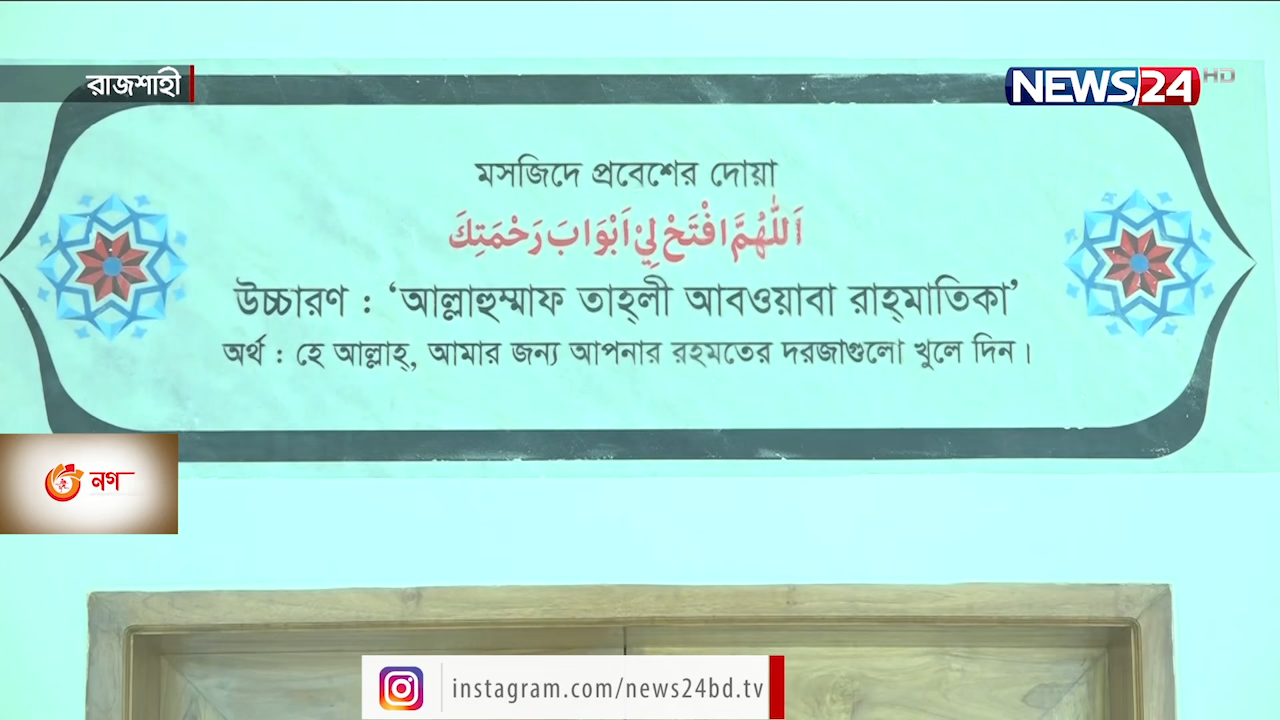 রাজশাহী
NEWS24 HD
মসজিদে প্রবেশের দোয়া
اَللّٰهُمَّ افْتَحْ لِيْ اَبْوَابَ رَحْمَتِكَ
উচ্চারণ : ‘আল্লাহুম্মাফ তাহ্‌লী আবওয়াবা রাহ্‌মাতিকা’
অর্থ : হে আল্লাহ্, আমার জন্য আপনার রহমতের দরজাগুলো খুলে দিন।
নগ
instagram.com/news24bd.tv